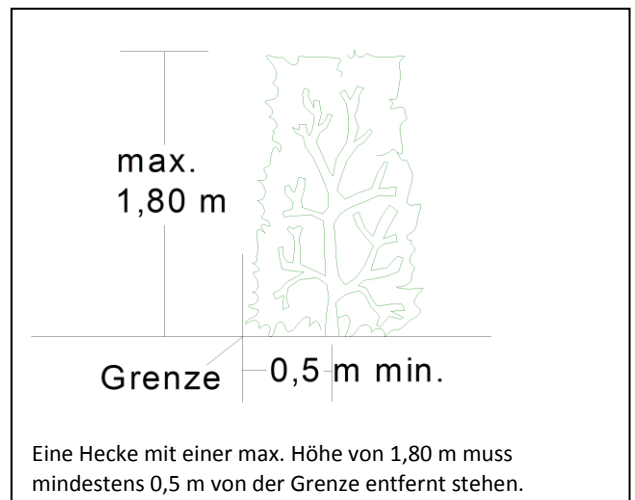 max.
1,80 m
Grenze
0,5 m min.
Eine Hecke mit einer max. Höhe von 1,80 m muss
mindestens 0,5 m von der Grenze entfernt stehen.